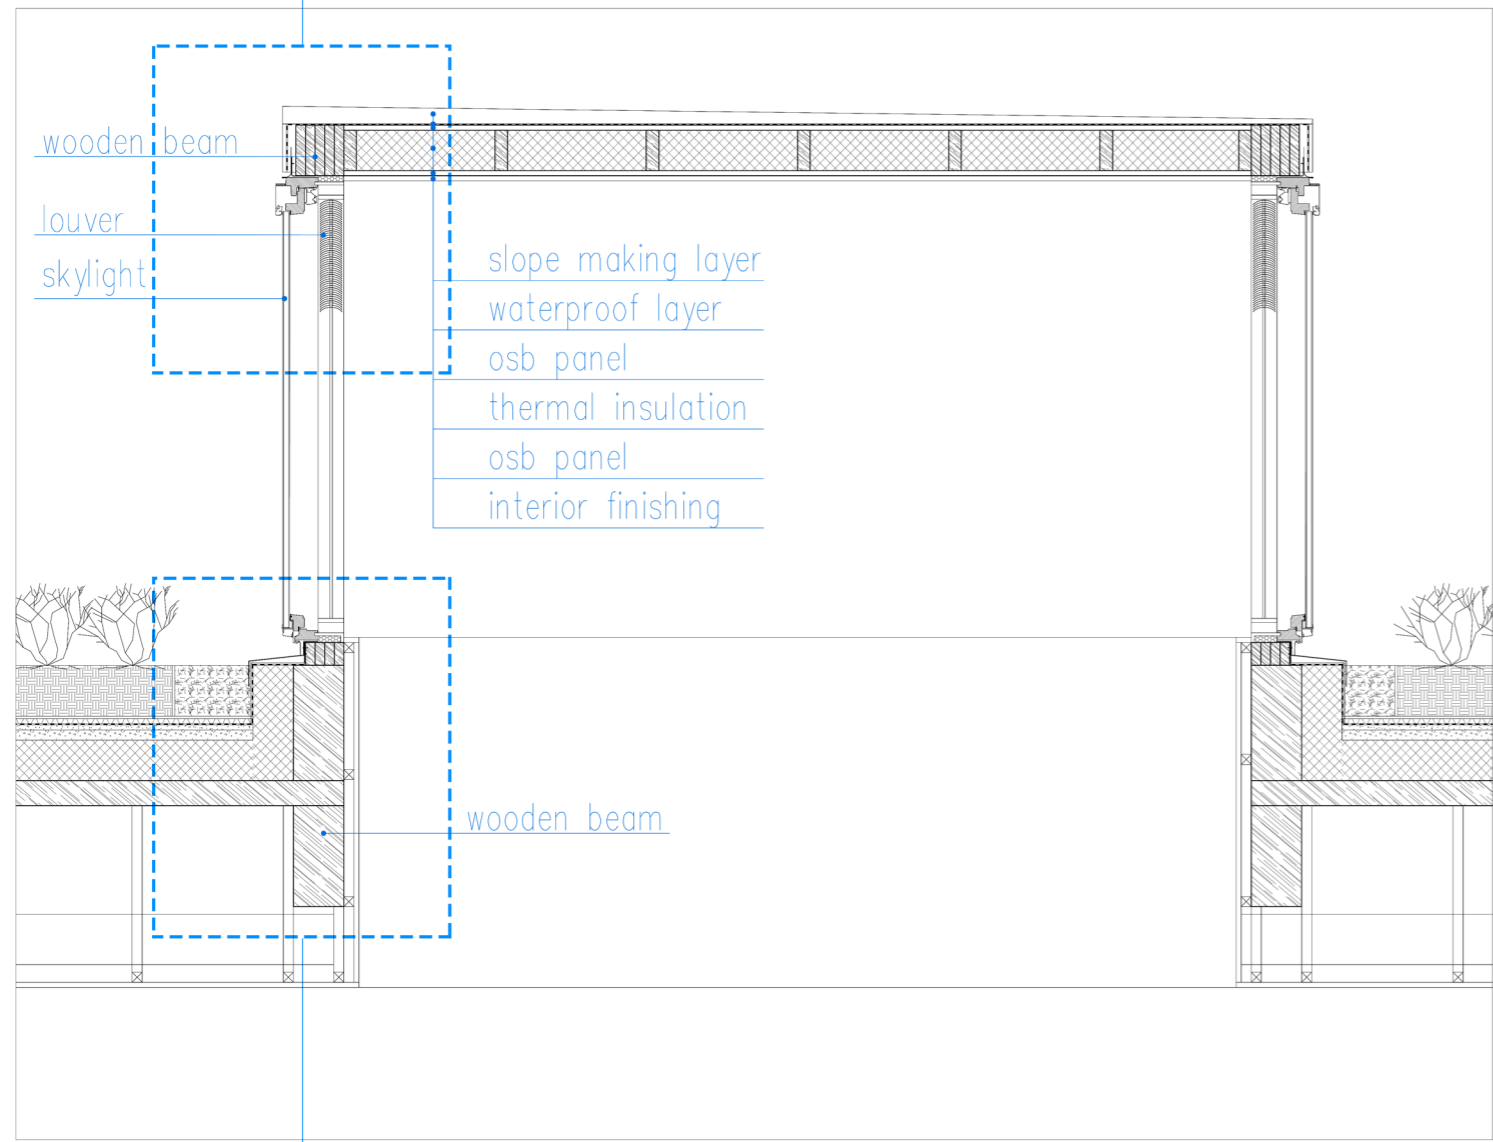 wooden beam
louver
skylight
slope making layer
waterproof layer
osb panel
thermal insulation
osb panel
interior finishing
wooden beam